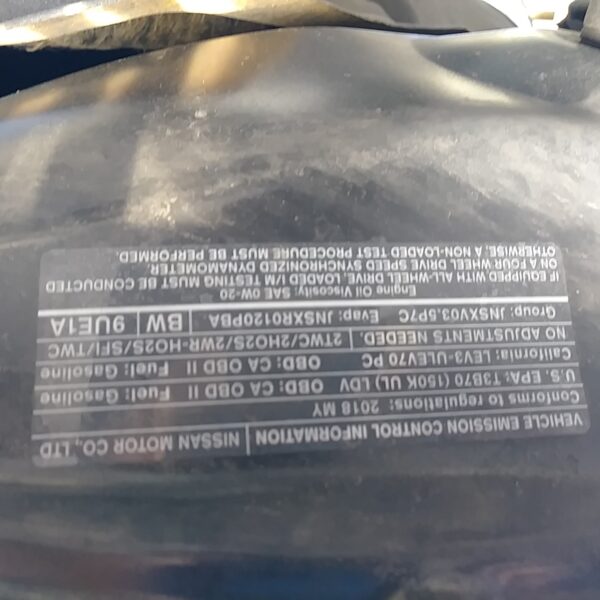 VEHICLE EMISSION CONTROL INFORMATION NISSAN MOTOR CO., LTD
Conforms to regulations: 2018 MY
U.S. EPA: T3B70 (150K UL LDV OBD: CA OBD II Fuel: Gasoline
California: LEV3-ULEV70 PC OBD: CA OBD II Fuel: Gasoline
NO ADJUSTMENTS NEEDED. 2TWC/2HO2S/2WR-HO2S/SFI/TWC
Group: JNSXV03.5P7C Evap: JNSXR0120PBA BW 9UE1A
Engine Oil Viscosity: SAE 0W-20
IF EQUIPPED WITH ALL-WHEEL DRIVE, LOADED I/M TESTING MUST BE CONDUCTED
ON FOUR WHEEL DRIVE SPEED SYNCHRONIZED DYNAMOMETER.
OTHERWISE, A NON-LOADED TEST PROCEDURE MUST BE PERFORMED.